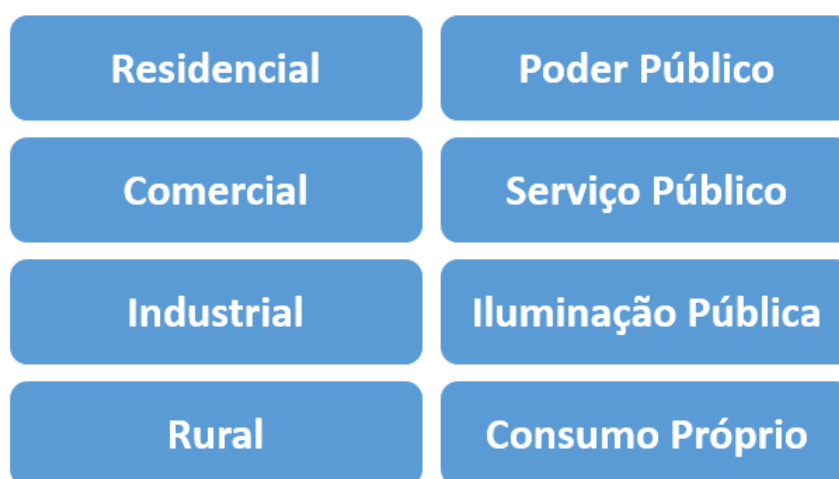 Residencial
Poder Público
Comercial
Serviço Público
Industrial
Iluminação Pública
Rural
Consumo Próprio